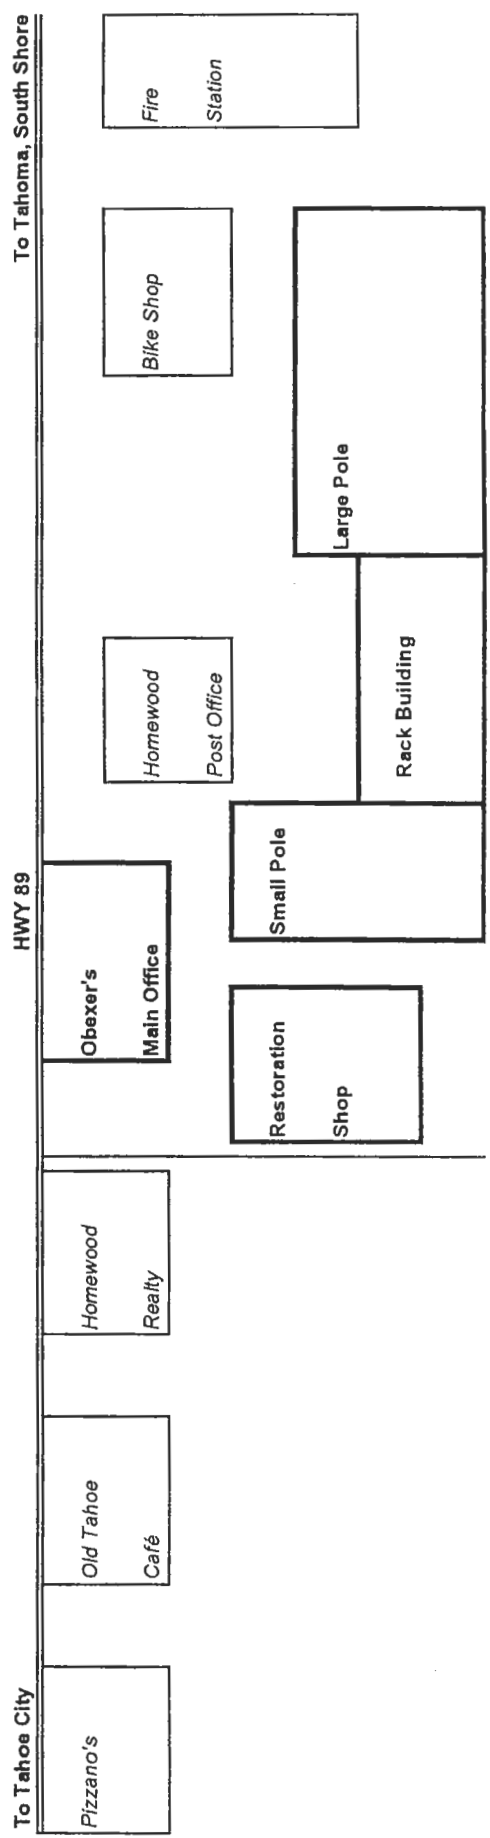 To Tahoe City
HWY 89
To Tahoma, South Shore
Pizzano's
Old Tahoe
Café
Homewood
Realty
Obexer's
Main Office
Homewood
Post Office
Bike Shop
Fire
Station
Restoration
Shop
Small Pole
Rack Building
Large Pole